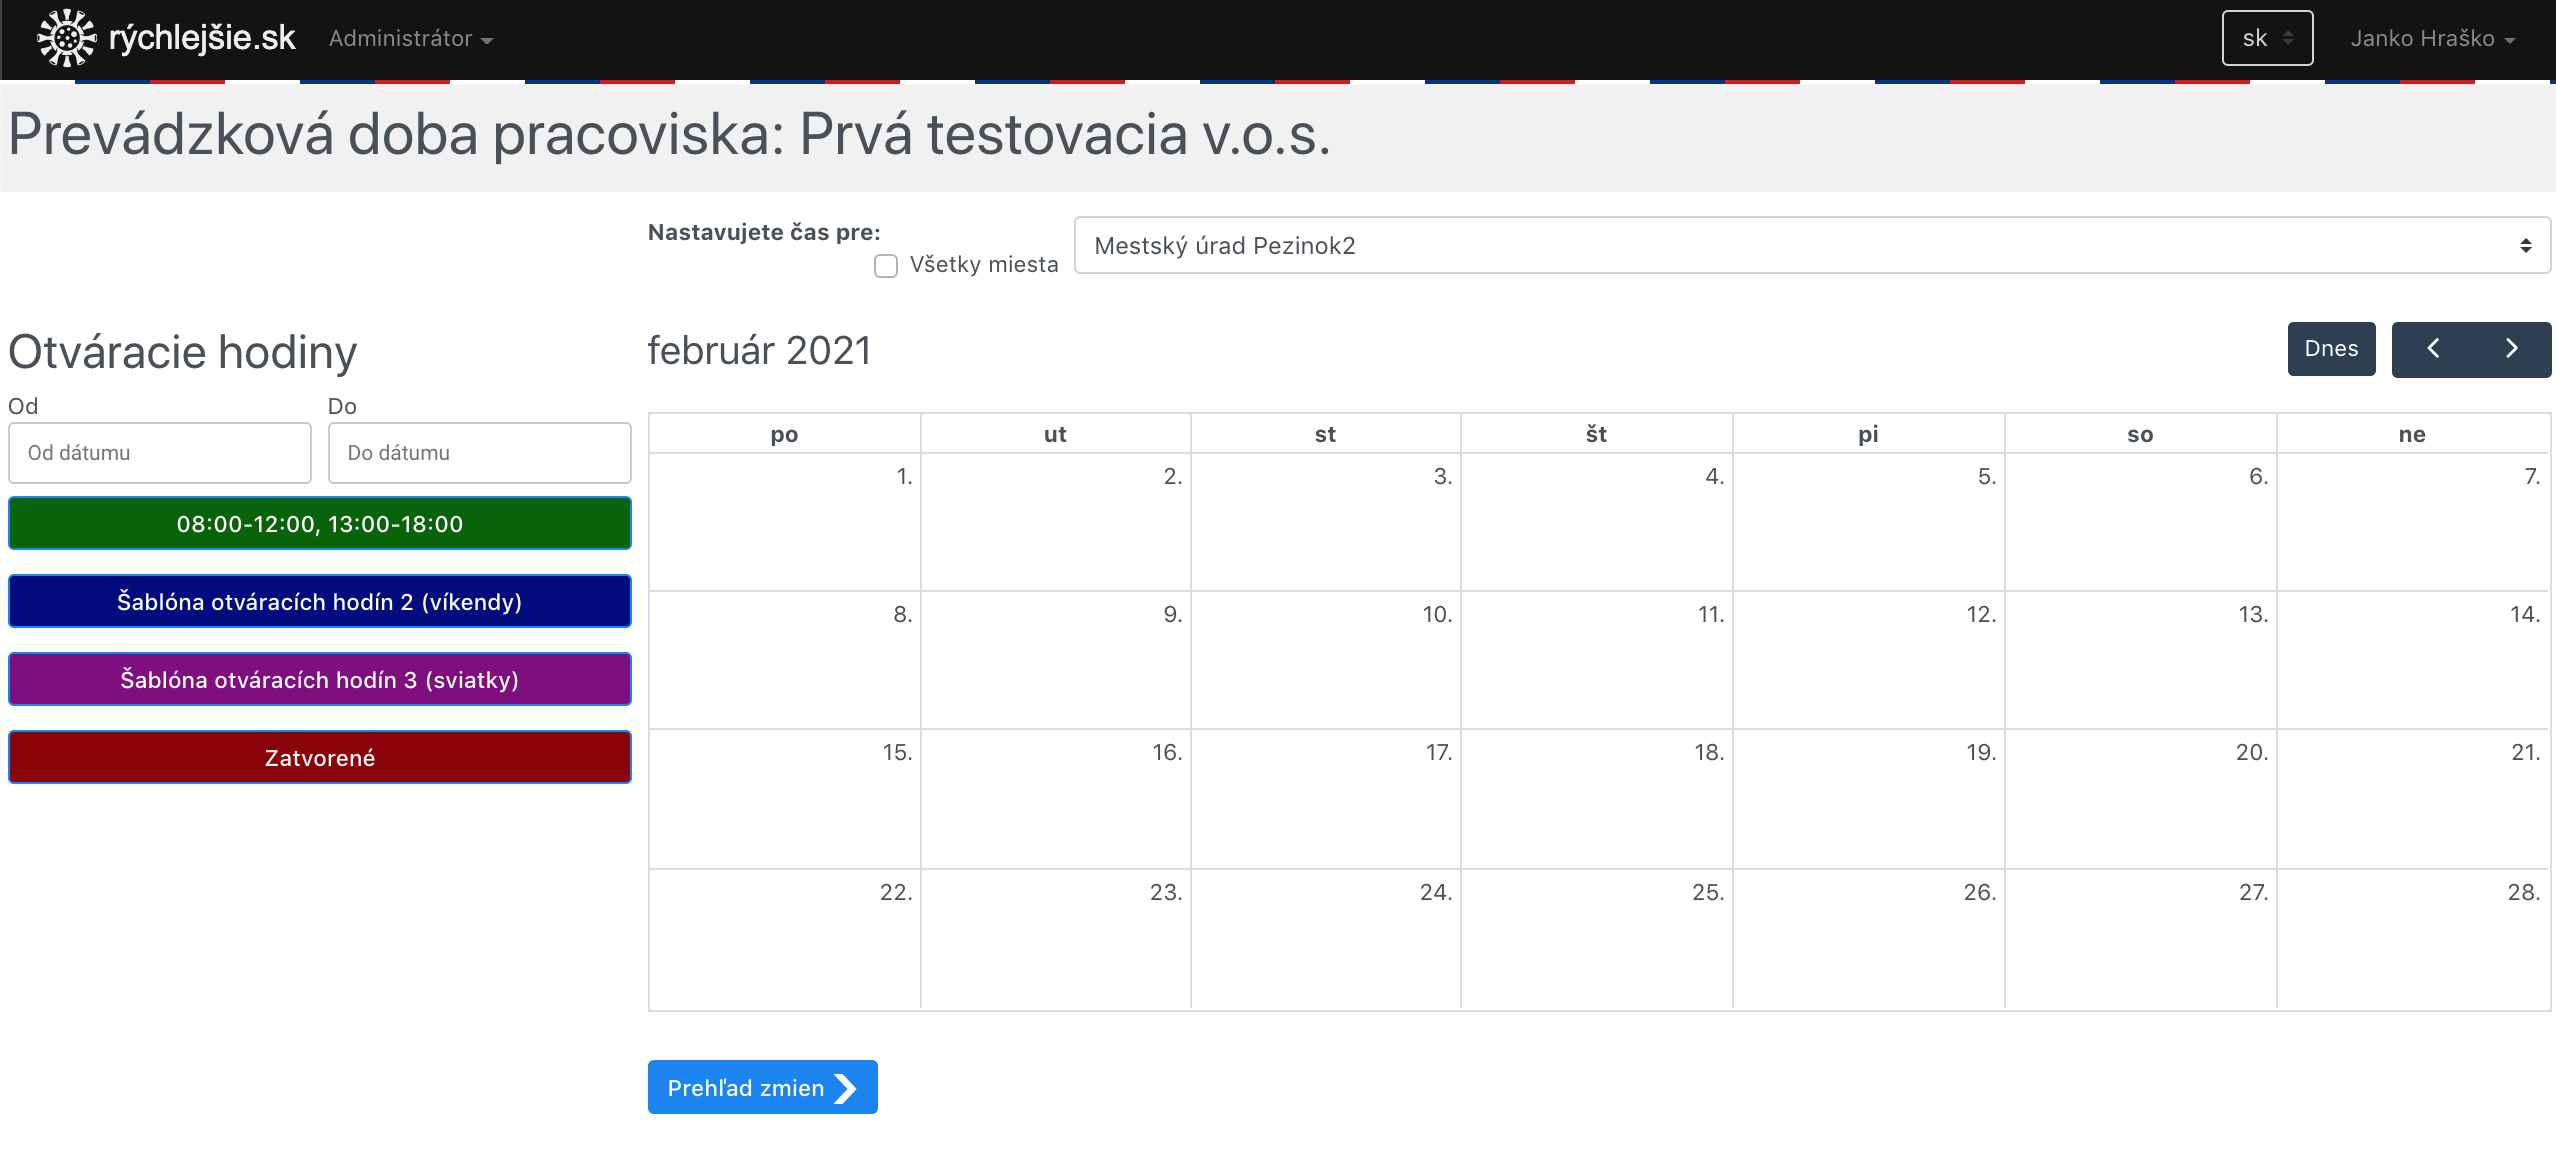 rýchlejšie.sk Administrátor sk Janko Hraško
Prevádzková doba pracoviska: Prvá testovacia v.o.s.
Nastavujete čas pre:
Všetky miesta
Mestský úrad Pezinok2
Otváracie hodiny
Od Do
Od dátumu Do dátumu
08:00-12:00, 13:00-18:00
Šablóna otváracích hodín 2 (víkendy)
Šablóna otváracích hodín 3 (sviatky)
Zatvorené
február 2021
Dnes
po ut st št pi so ne
1. 2. 3. 4. 5. 6. 7.
8. 9. 10. 11. 12. 13. 14.
15. 16. 17. 18. 19. 20. 21.
22. 23. 24. 25. 26. 27. 28.
Prehľad zmien